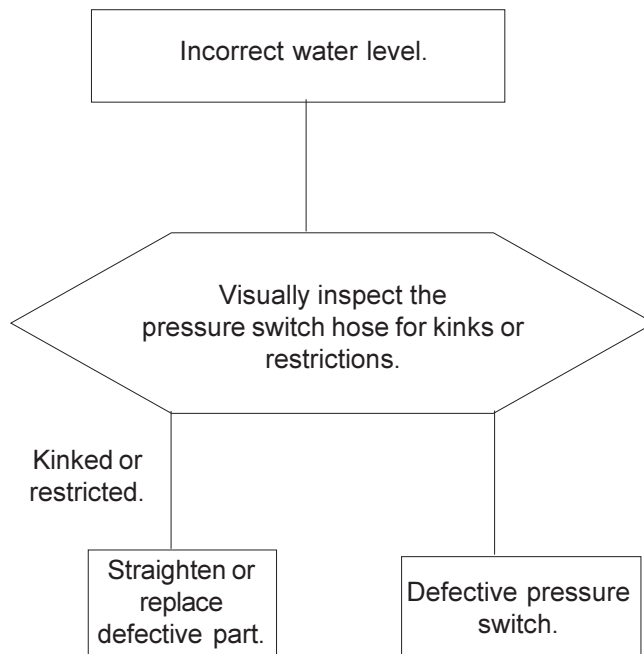 Incorrect water level.
Visually inspect the
pressure switch hose for kinks or
restrictions.
Kinked or
restricted.
Straighten or
replace
defective part.
Defective pressure
switch.